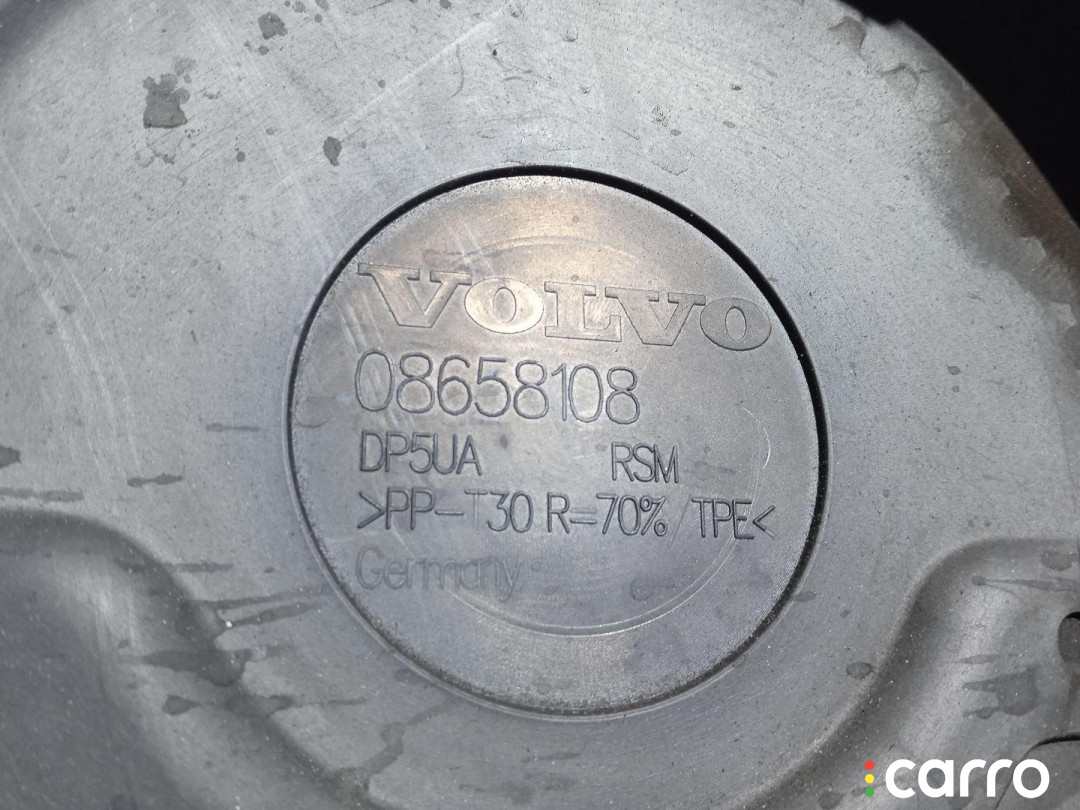 VOLVO
08658108
DP5UA RSM
>PP-T30 R=70% / TPE<
Germany
carro